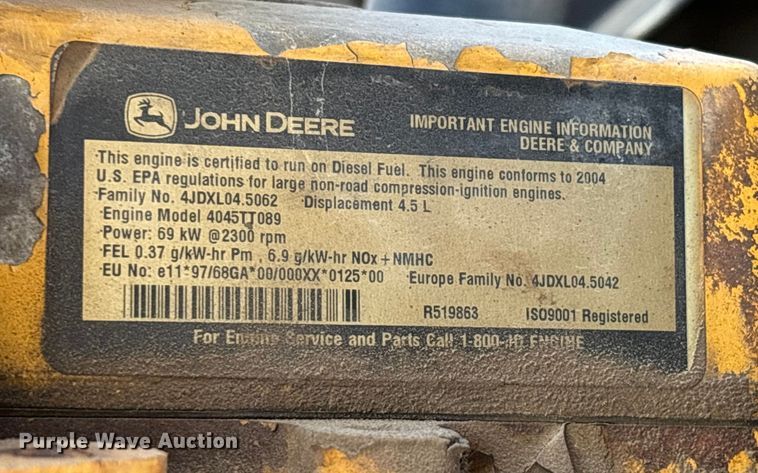 JOHN DEERE
IMPORTANT ENGINE INFORMATION
DEERE & COMPANY
This engine is certified to run on Diesel Fuel. This engine conforms to 2004
U.S. EPA regulations for large non-road compression-ignition engines.
Family No. 4JDXL04.5062 Displacement 4.5 L
Engine Model 4045TT089
Power: 69 kW @2300 rpm
FEL 0.37 g/kW-hr Pm , 6.9 g/kW-hr NOx + NMHC
EU No: e11*97/68GA*00/000XX*0125*00 Europe Family No. 4JDXL04.5042
R519863 ISO9001 Registered
For Engine Service and Parts Call 1-800-JD ENGINE
Purple Wave Auction